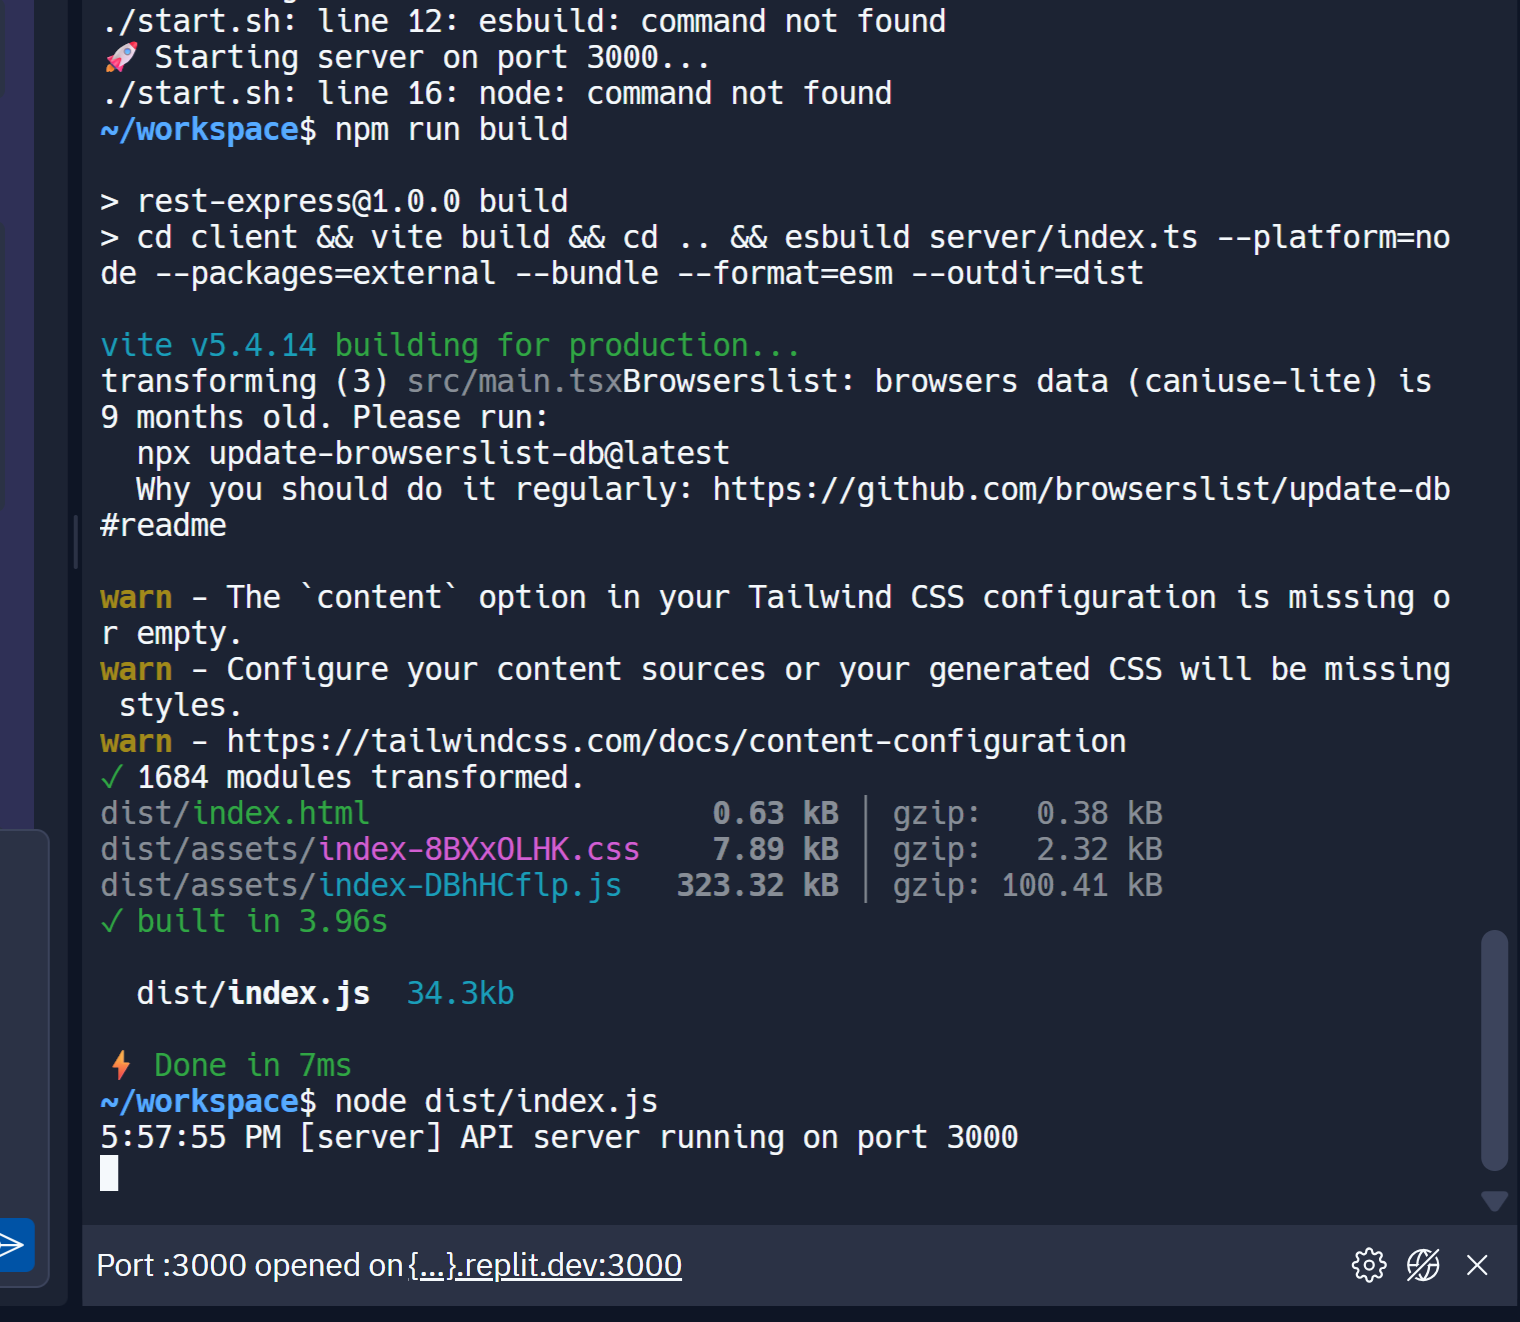 ./start.sh: line 12: esbuild: command not found
🚀 Starting server on port 3000...
./start.sh: line 16: node: command not found
~/workspace$ npm run build
> rest-express@1.0.0 build
> cd client && vite build && cd .. && esbuild server/index.ts --platform=no
de --packages=external --bundle --format=esm --outdir=dist
vite v5.4.14 building for production...
transforming (3) src/main.tsxBrowserslist: browsers data (caniuse-lite) is
9 months old. Please run:
  npx update-browserslist-db@latest
  Why you should do it regularly: https://github.com/browserslist/update-db
#readme
warn - The `content` option in your Tailwind CSS configuration is missing o
r empty.
warn - Configure your content sources or your generated CSS will be missing
 styles.
warn - https://tailwindcss.com/docs/content-configuration
✓ 1684 modules transformed.
dist/index.html                   0.63 kB │ gzip:   0.38 kB
dist/assets/index-8BXxOLHK.css    7.89 kB │ gzip:   2.32 kB
dist/assets/index-DBhHCflp.js   323.32 kB │ gzip: 100.41 kB
✓ built in 3.96s
  dist/index.js  34.3kb
⚡ Done in 7ms
~/workspace$ node dist/index.js
5:57:55 PM [server] API server running on port 3000
Port :3000 opened on {...}.replit.dev:3000